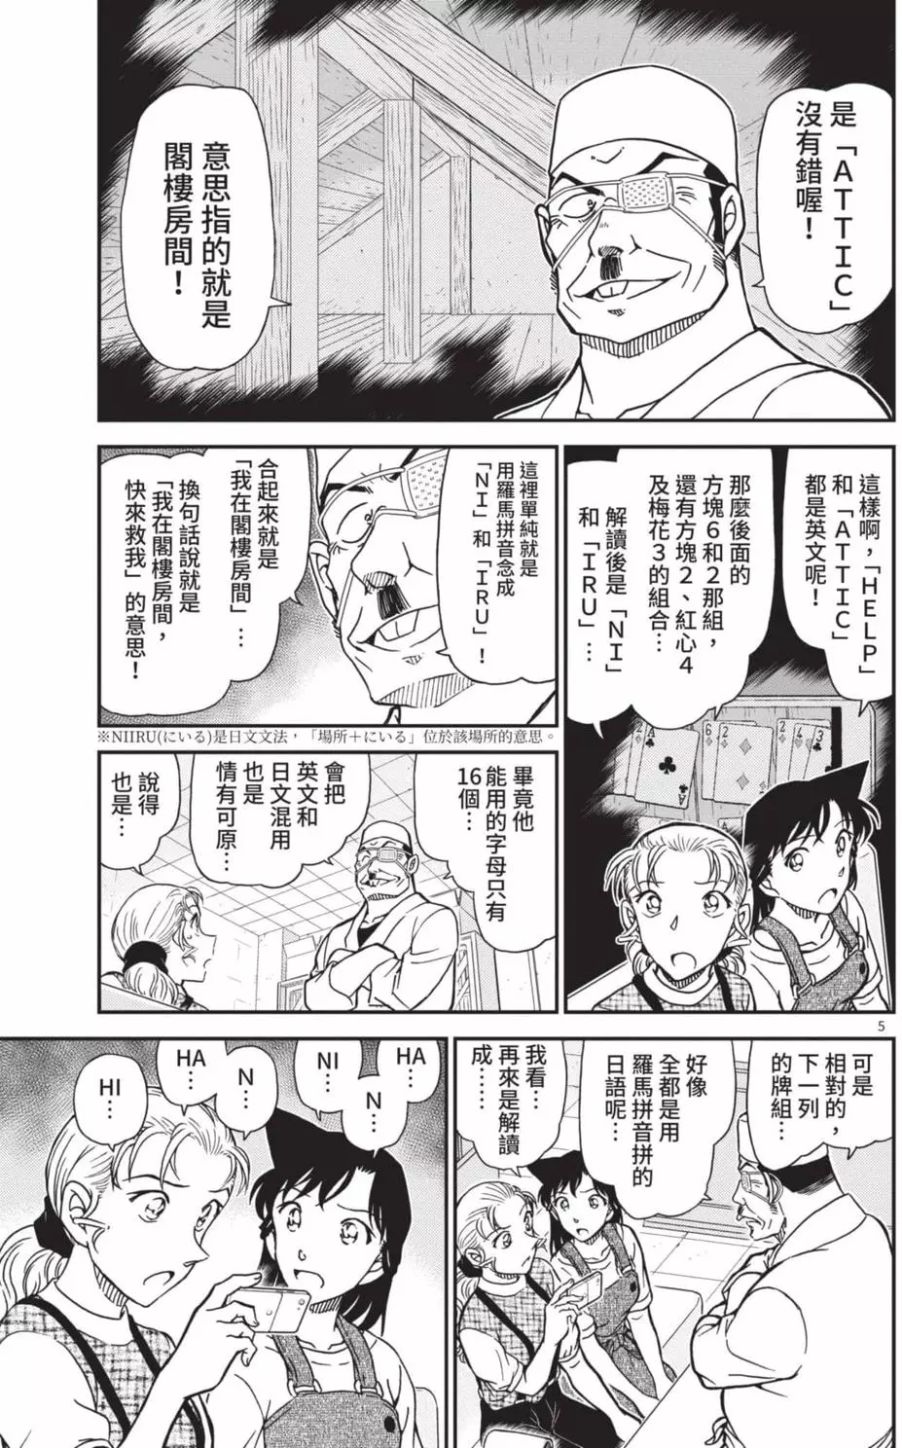 是「ATTIC」
沒有錯喔！
意思指的就是
閣樓房間！
這樣啊，「HELP」
和「ATTIC」
都是英文呢！
那麼後面的
方塊6和2那組，
還有方塊2、紅心4
及梅花3的組合…
解讀後是「NI」
和「IRU」…
2
A
6
2
2
4
3
A
這裡單純就是
用羅馬拼音念成
「NI」和「IRU」！
合起來就是
「我在閣樓房間」…
換句話說就是
「我在閣樓房間，
快來救我」的意思！
※NIIRU(にいる)是日文文法，「場所＋にいる」位於該場所的意思。
畢竟他
能用的字母只有
16個…
會把
英文和
日文混用
也是
情有可原…
說得
也是…
5
可是
相對的，
下一列
的牌組…
好像
全都是用
羅馬拼音拼的
日語呢…
我看…
再來是解讀
成……
HA
…
N
…
NI
…
N
…
HA
…
HI
…